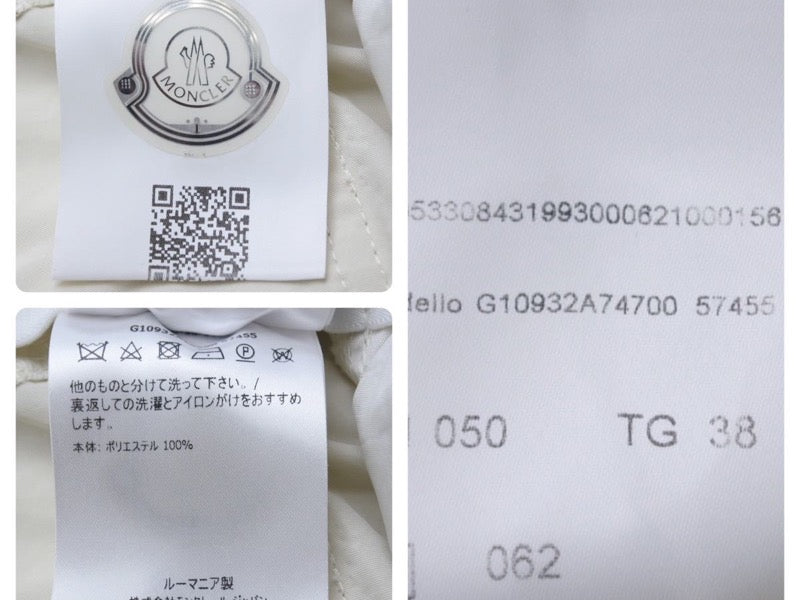 MONCLER
1
G10932A74700 57455
他のものと分けて洗って下さい。/
裏返しての洗濯とアイロンがけをおすすめ
します。
本体: ポリエステル 100%
ルーマニア製
53308431993000621000156
dello G10932A74700 57455
050 TG 38
062